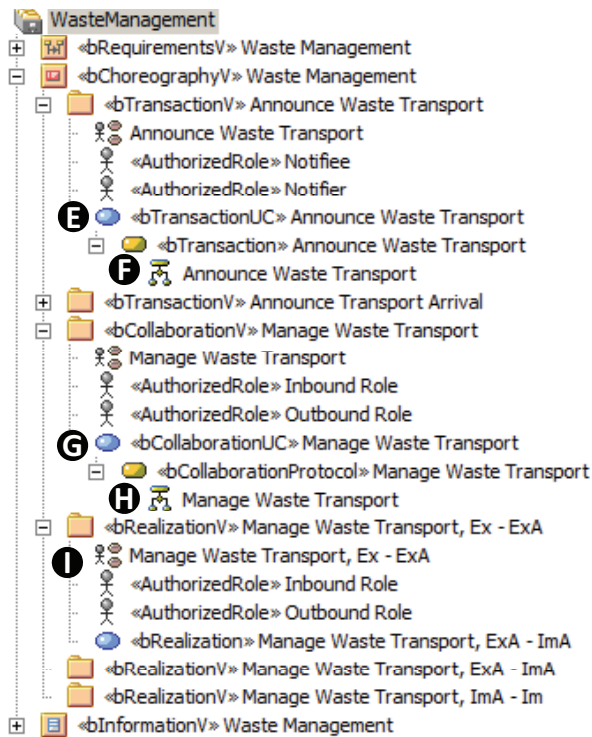 WasteManagement
«bRequirementsV» Waste Management
«bChoreographyV» Waste Management
«bTransactionV» Announce Waste Transport
Announce Waste Transport
«AuthorizedRole» Notifiee
«AuthorizedRole» Notifier
E «bTransactionUC» Announce Waste Transport
«bTransaction» Announce Waste Transport
F Announce Waste Transport
«bTransactionV» Announce Transport Arrival
«bCollaborationV» Manage Waste Transport
Manage Waste Transport
«AuthorizedRole» Inbound Role
«AuthorizedRole» Outbound Role
G «bCollaborationUC» Manage Waste Transport
«bCollaborationProtocol» Manage Waste Transport
H Manage Waste Transport
«bRealizationV» Manage Waste Transport, Ex - ExA
I Manage Waste Transport, Ex - ExA
«AuthorizedRole» Inbound Role
«AuthorizedRole» Outbound Role
«bRealization» Manage Waste Transport, ExA - ImA
«bRealizationV» Manage Waste Transport, ExA - ImA
«bRealizationV» Manage Waste Transport, ImA - Im
«bInformationV» Waste Management